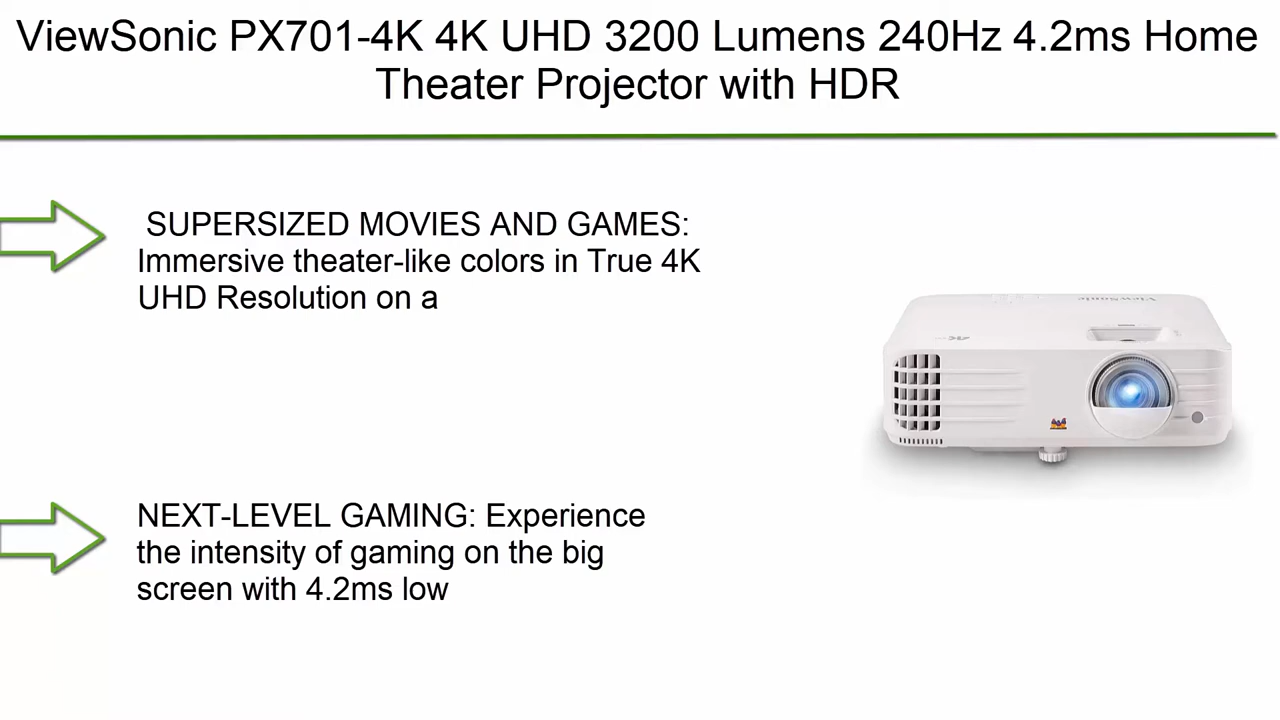 ViewSonic PX701-4K 4K UHD 3200 Lumens 240Hz 4.2ms Home
Theater Projector with HDR
SUPERSIZED MOVIES AND GAMES:
Immersive theater-like colors in True 4K
UHD Resolution on a
ViewSonic
4K
NEXT-LEVEL GAMING: Experience
the intensity of gaming on the big
screen with 4.2ms low